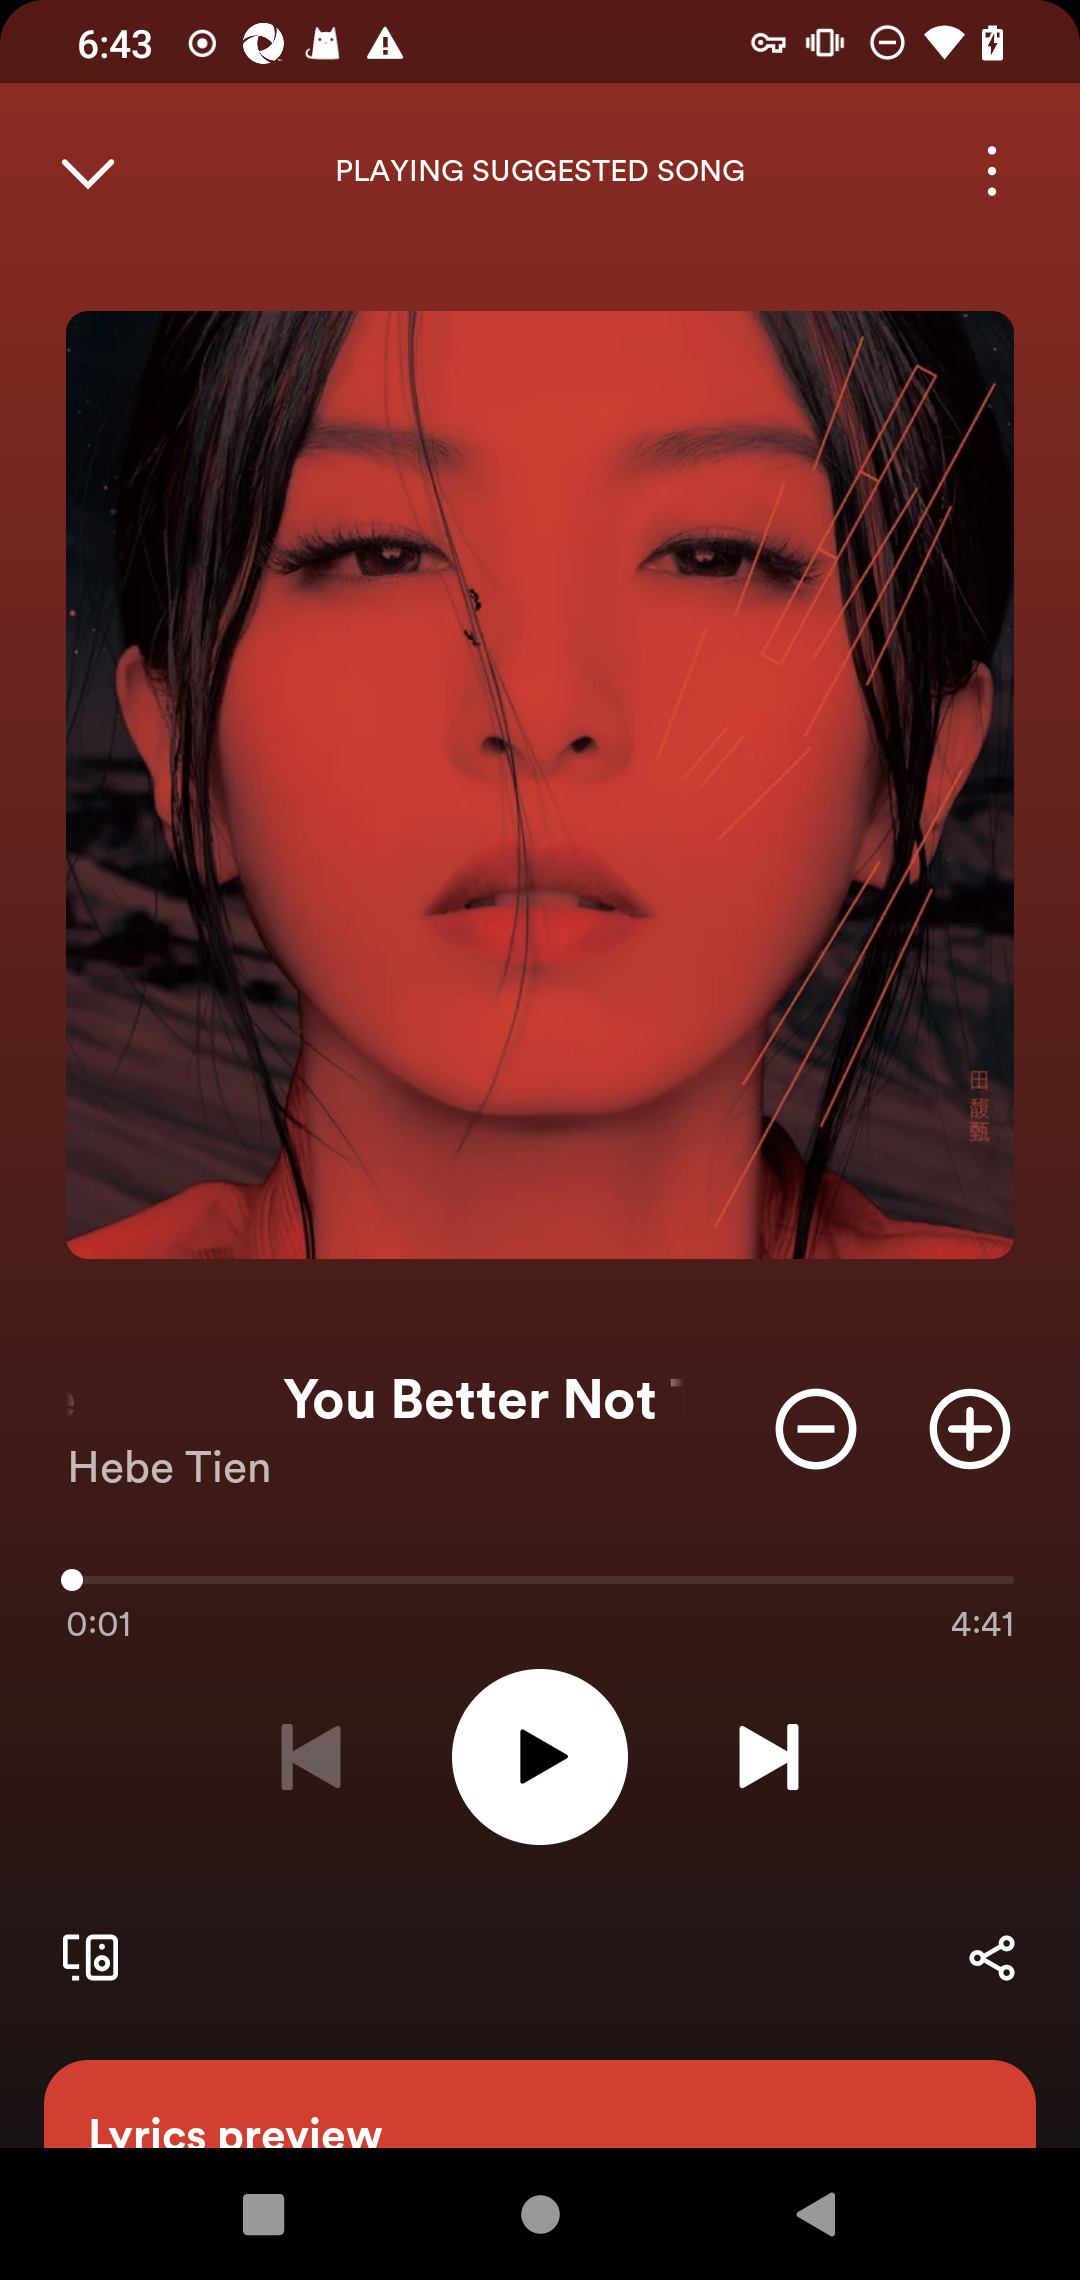 6:43
PLAYING SUGGESTED SONG
田
馥
甄
You Better Not
Hebe Tien
0:01
4:41
Lyrics preview